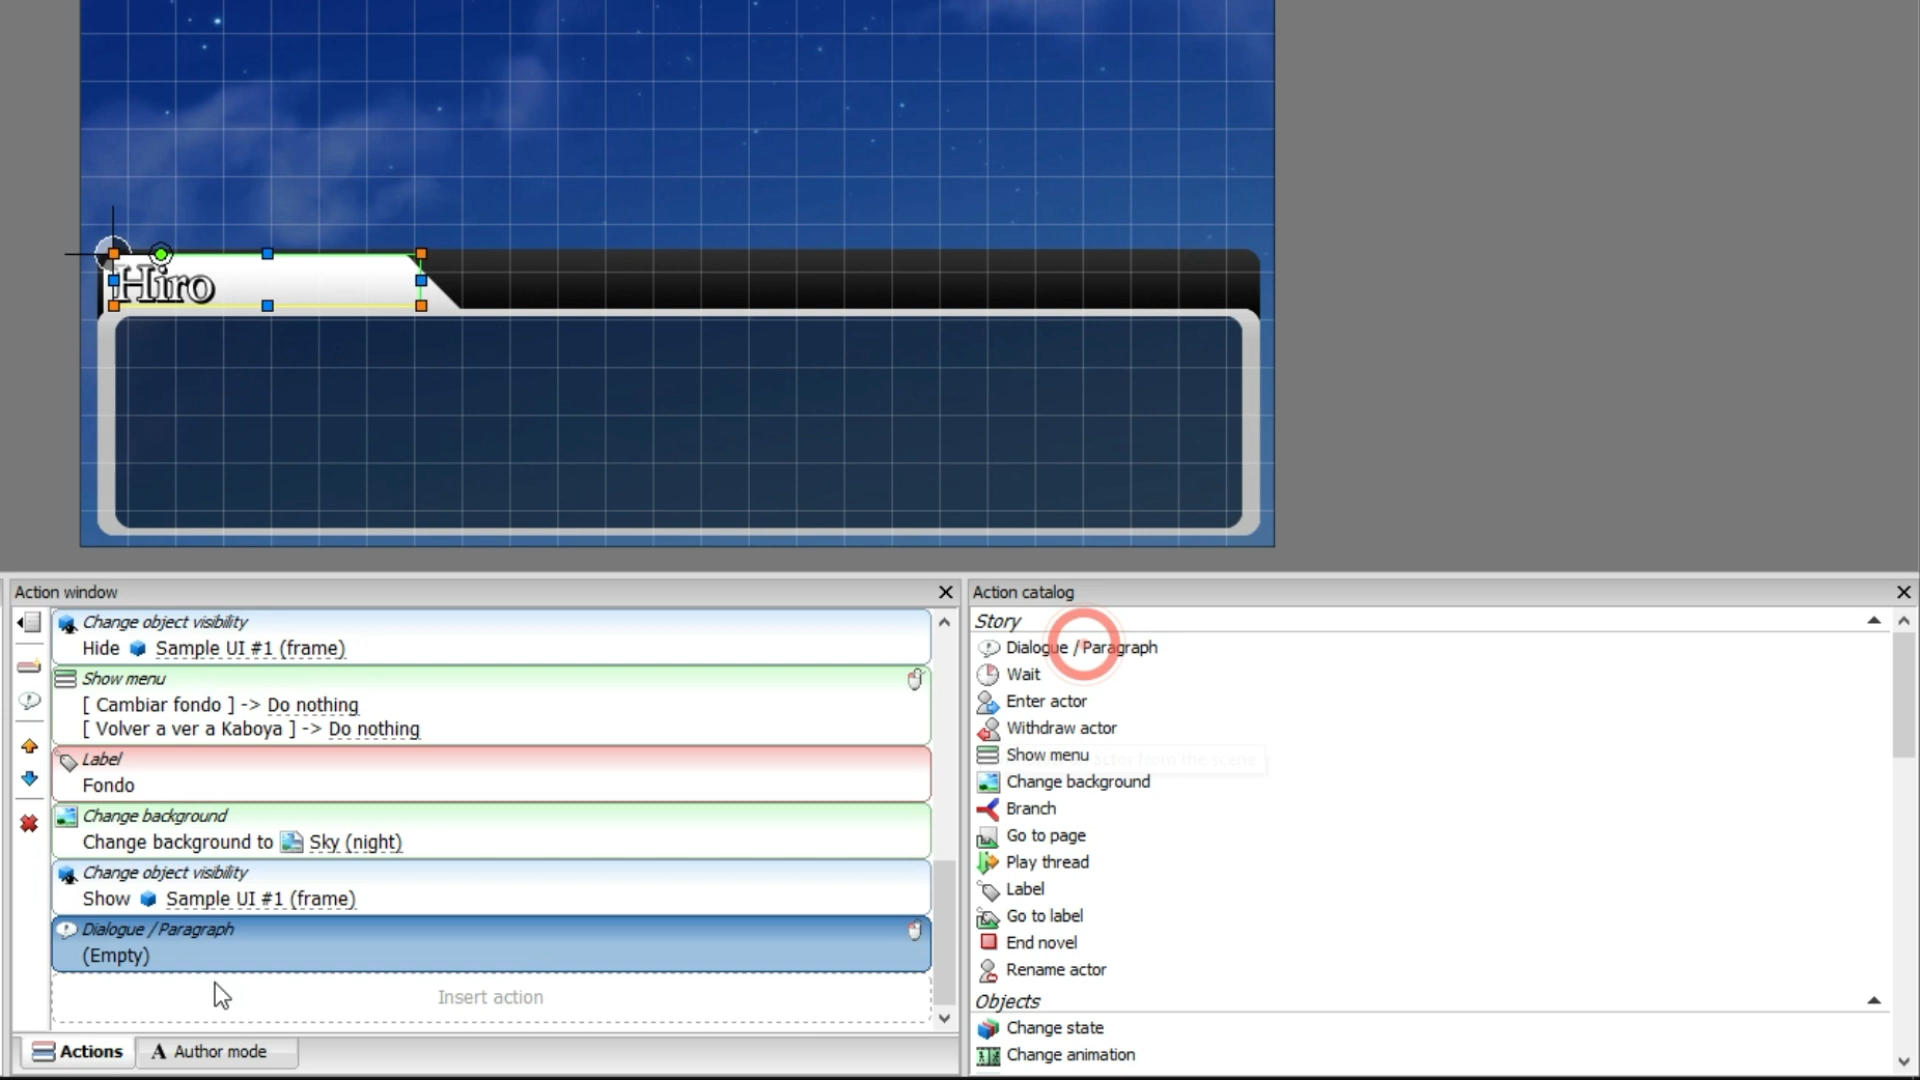 Hiro
Action window
Change object visibility
Hide Sample UI #1 (frame)
Show menu
[ Cambiar fondo ] -> Do nothing
[ Volver a ver a Kaboya ] -> Do nothing
Label
Fondo
Change background
Change background to Sky (night)
Change object visibility
Show Sample UI #1 (frame)
Dialogue / Paragraph
(Empty)
Insert action
Actions
Author mode
Action catalog
Story
Dialogue / Paragraph
Wait
Enter actor
Withdraw actor
Show menu
actor from the scene
Change background
Branch
Go to page
Play thread
Label
Go to label
End novel
Rename actor
Objects
Change state
Change animation